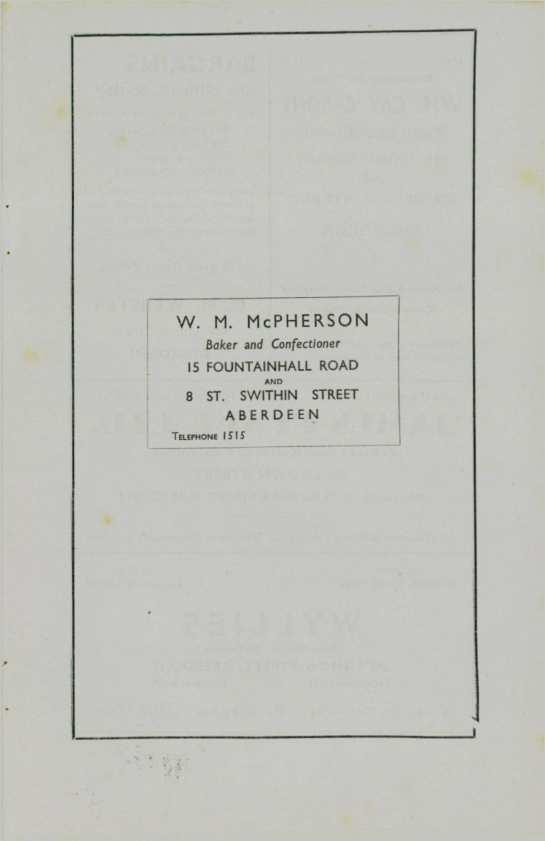 W. M. McPHERSON
Baker and Confectioner
15 FOUNTAINHALL ROAD
AND
8 ST. SWITHIN STREET
ABERDEEN
TELEPHONE 1515